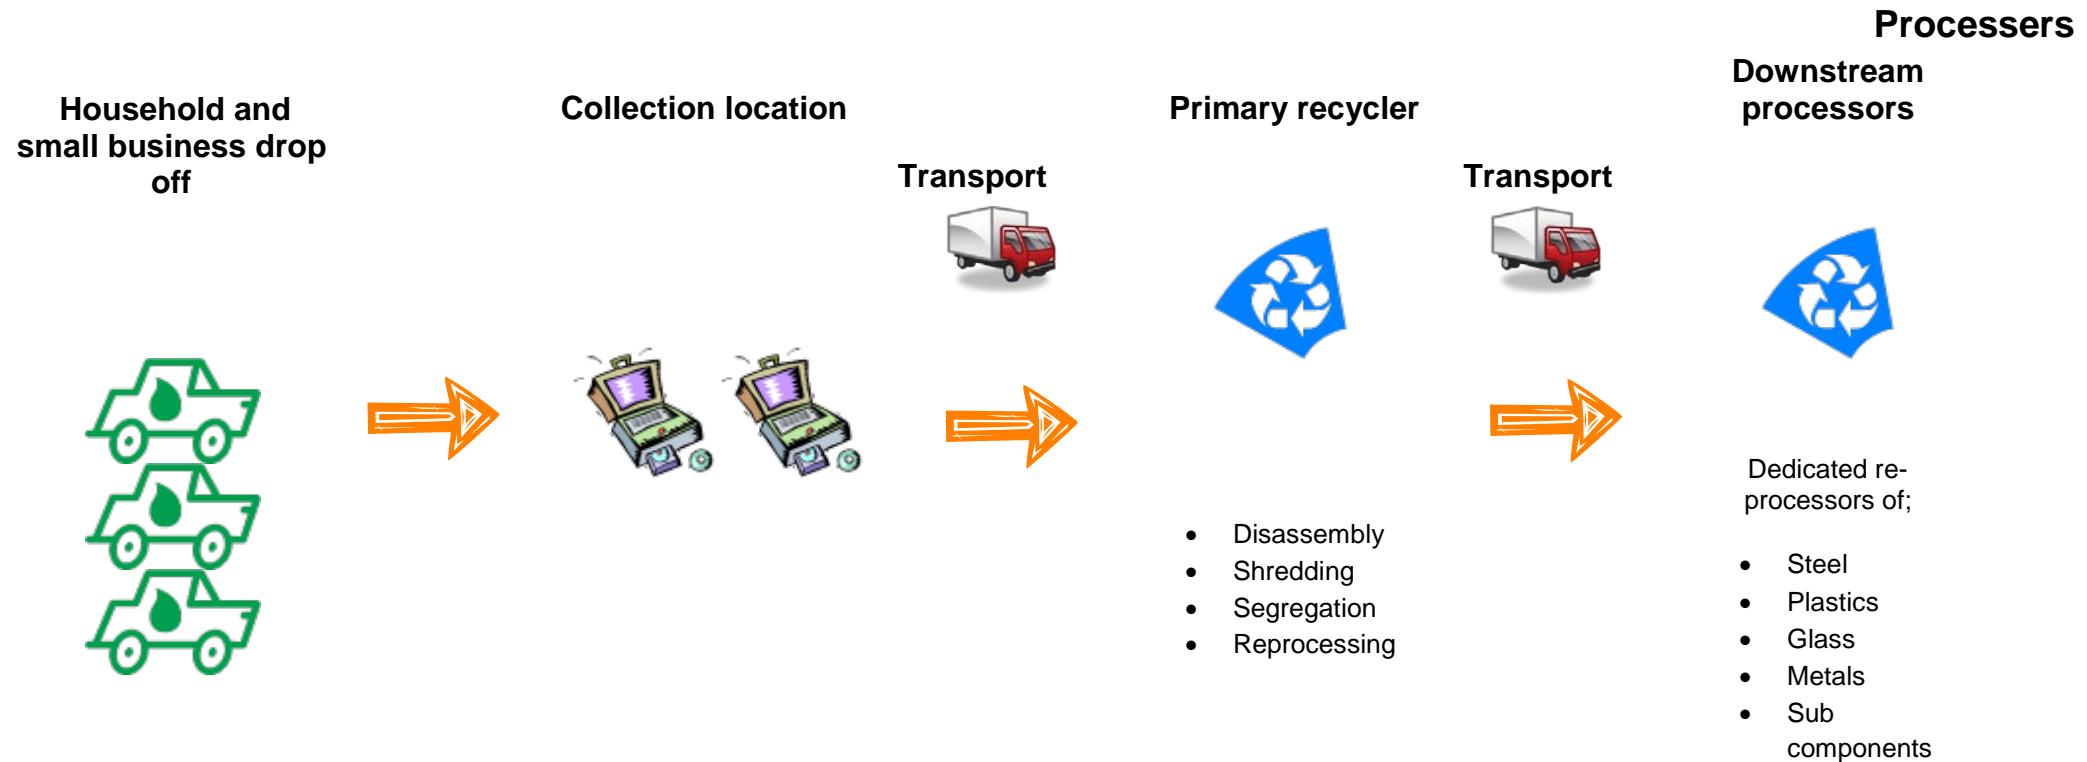 Processers
Household and
small business drop
off
Collection location
Transport
Primary recycler
Transport
Downstream
processors
• Disassembly
• Shredding
• Segregation
• Reprocessing
Dedicated re-
processors of;
• Steel
• Plastics
• Glass
• Metals
• Sub
components